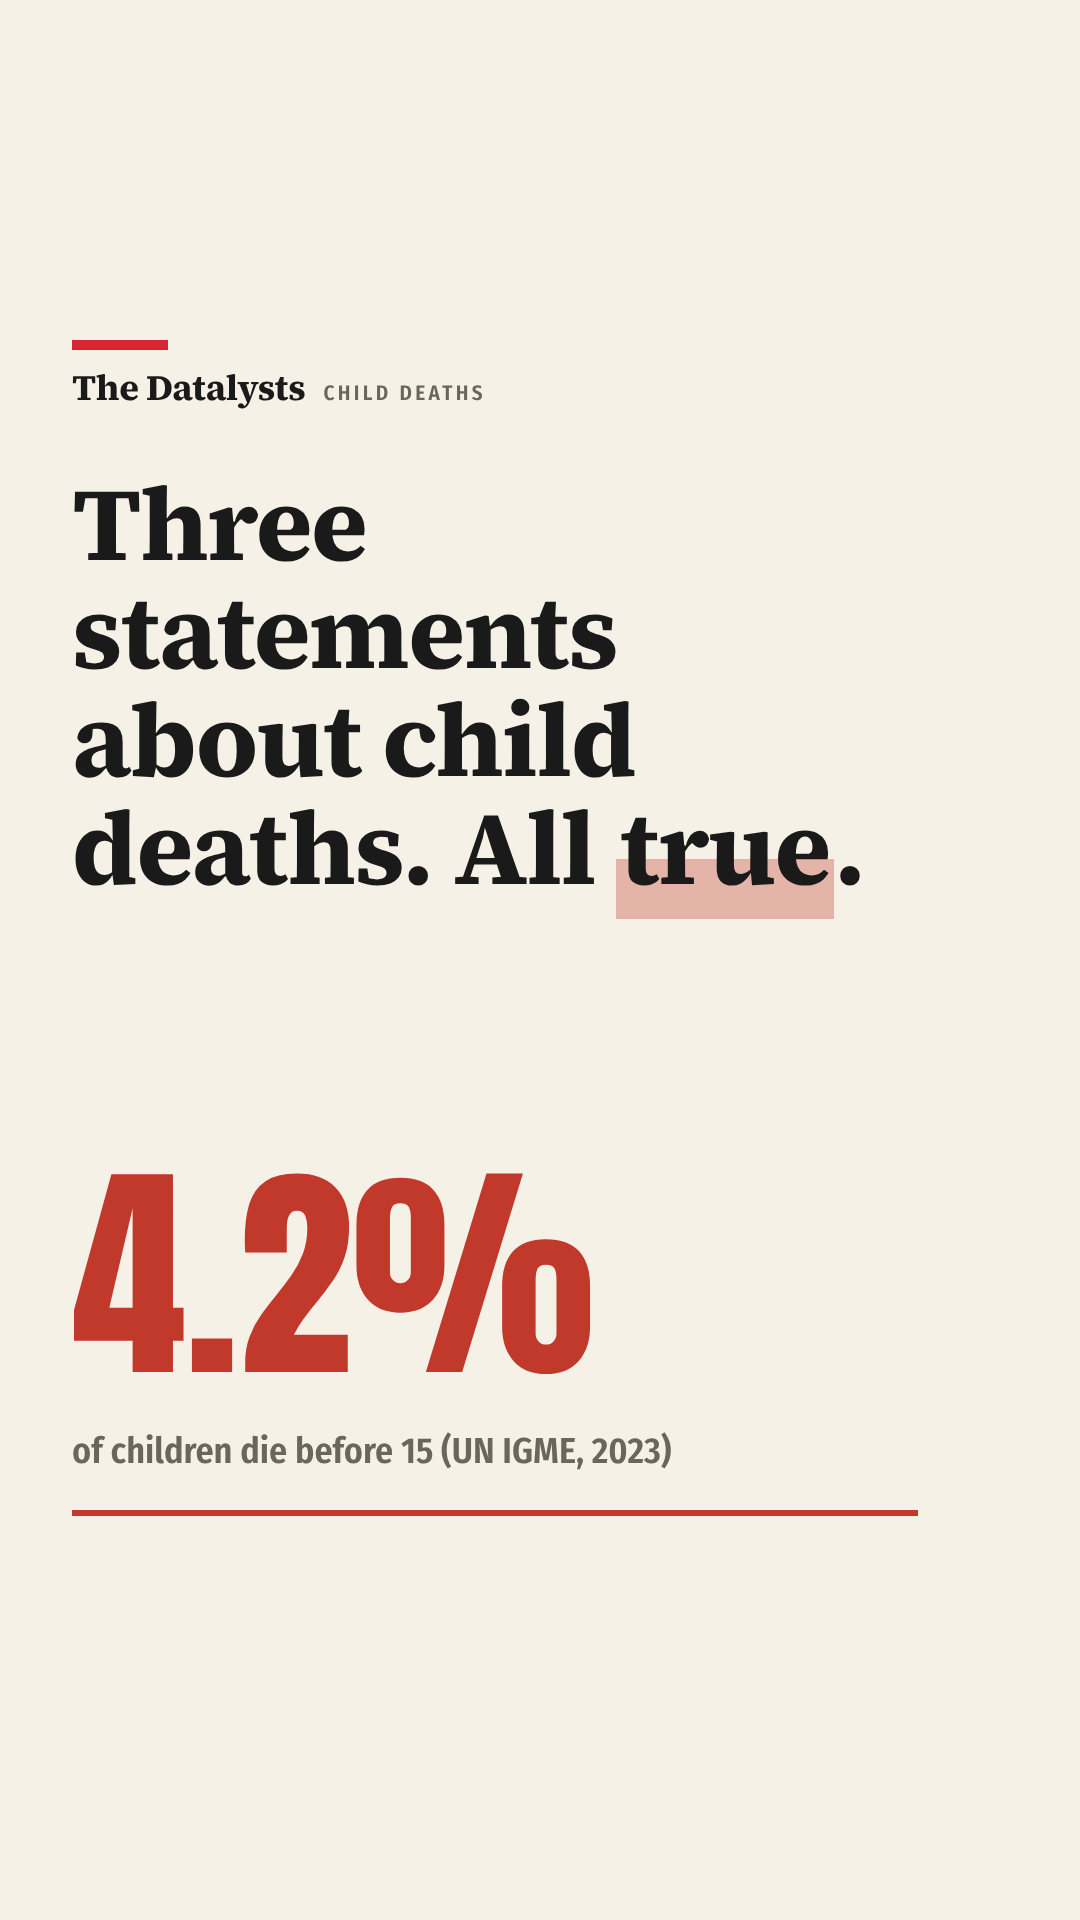 The Datalysts CHILD DEATHS
Three
statements
about child
deaths. All true.
4.2%
of children die before 15 (UN IGME, 2023)